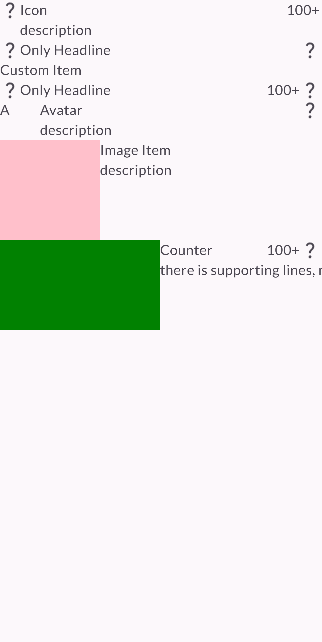 ❓ Icon 100+
description
❓ Only Headline ❓
Custom Item
❓ Only Headline 100+ ❓
A Avatar ❓
description
Image Item
description
Counter 100+ ❓
there is supporting lines,